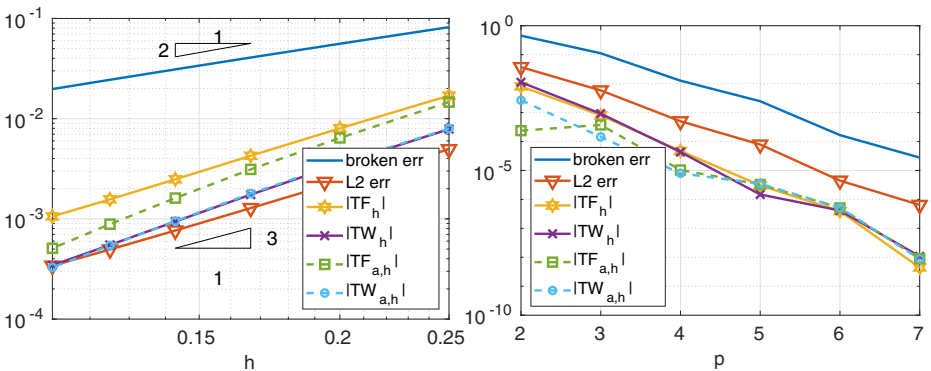 10^-1
10^-2
10^-3
10^-4
2
1
3
1
broken err
L2 err
|TF_h|
|TW_h|
|TF_a,h|
|TW_a,h|
0.15
0.2
0.25
h
10^0
10^-5
10^-10
broken err
L2 err
|TF_h|
|TW_h|
|TF_a,h|
|TW_a,h|
2 3 4 5 6 7
p